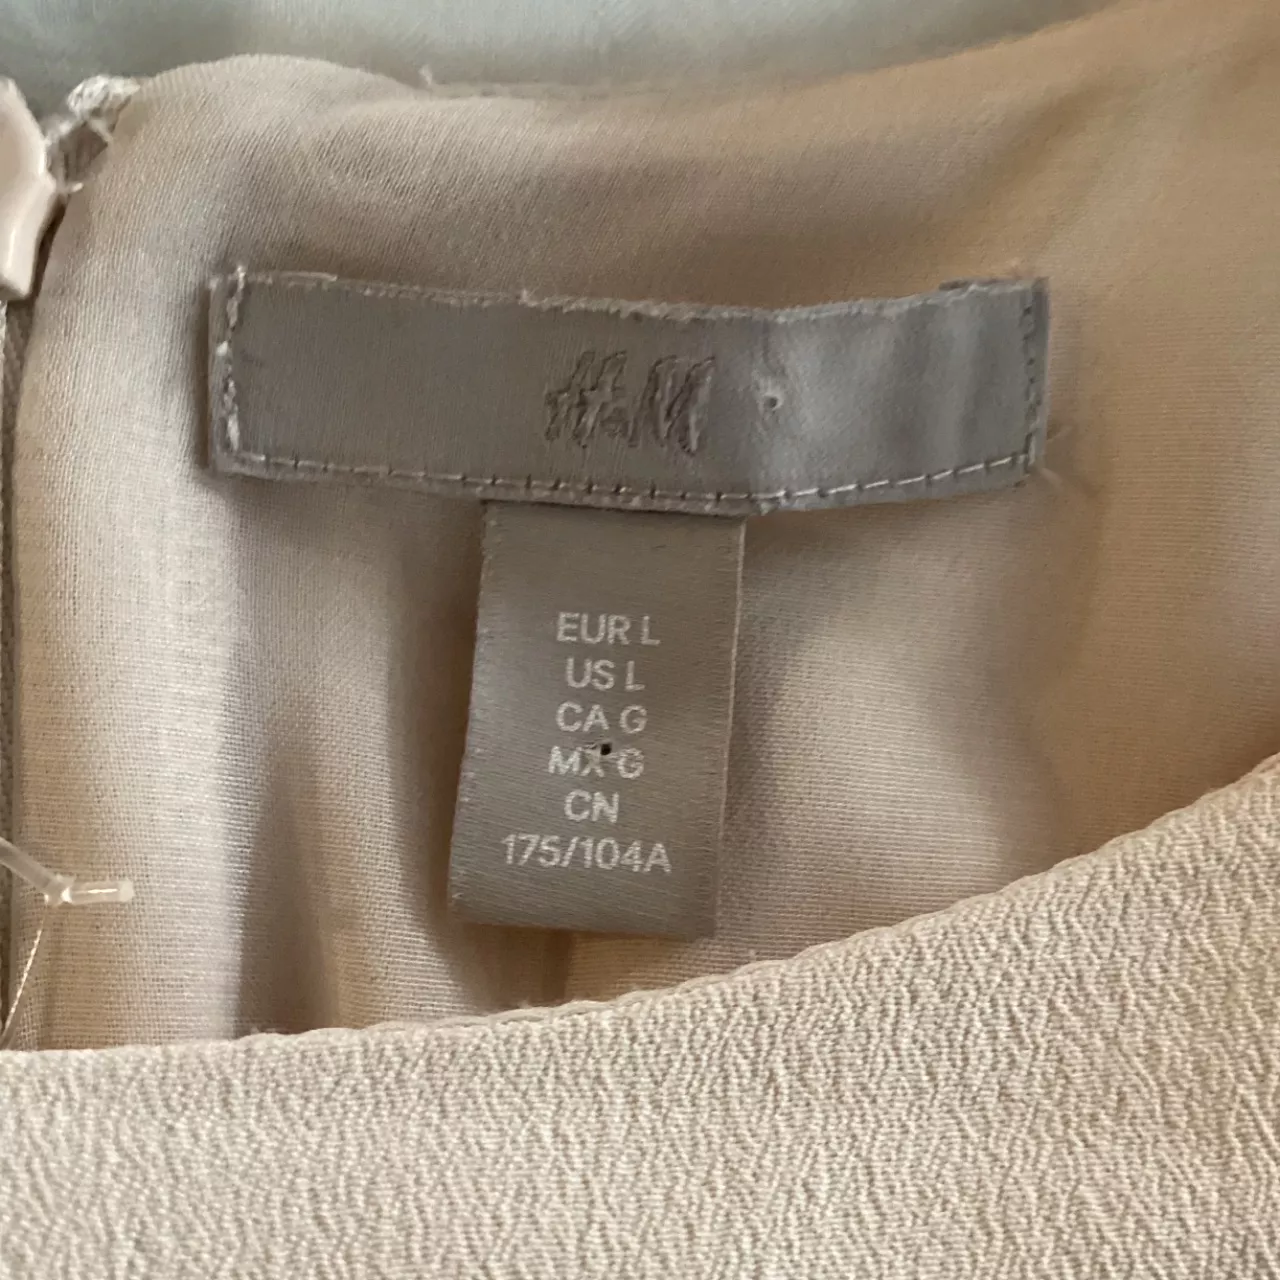 H&M
EUR L
US L
CA G
MX G
CN
175/104A